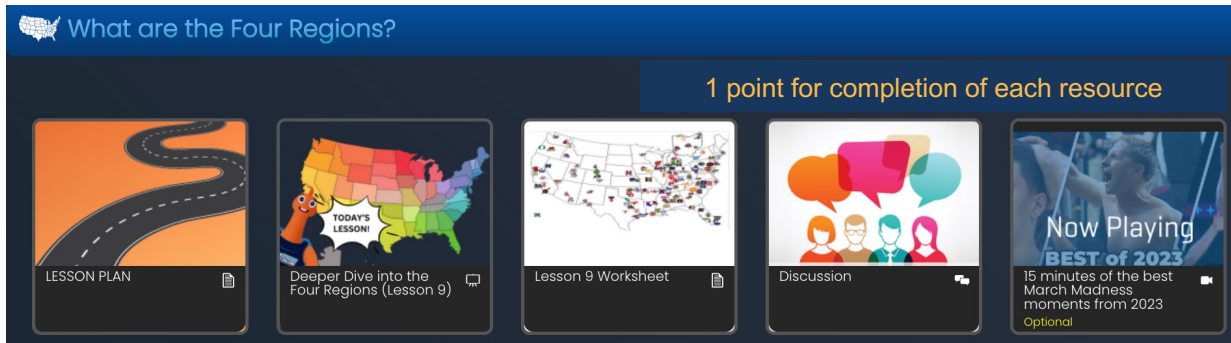 What are the Four Regions?
1 point for completion of each resource
TODAY'S
LESSON!
Now Playing
BEST of 2023
LESSON PLAN
Deeper Dive into the
Four Regions (Lesson 9)
Lesson 9 Worksheet
Discussion
15 minutes of the best
March Madness
moments from 2023
Optional